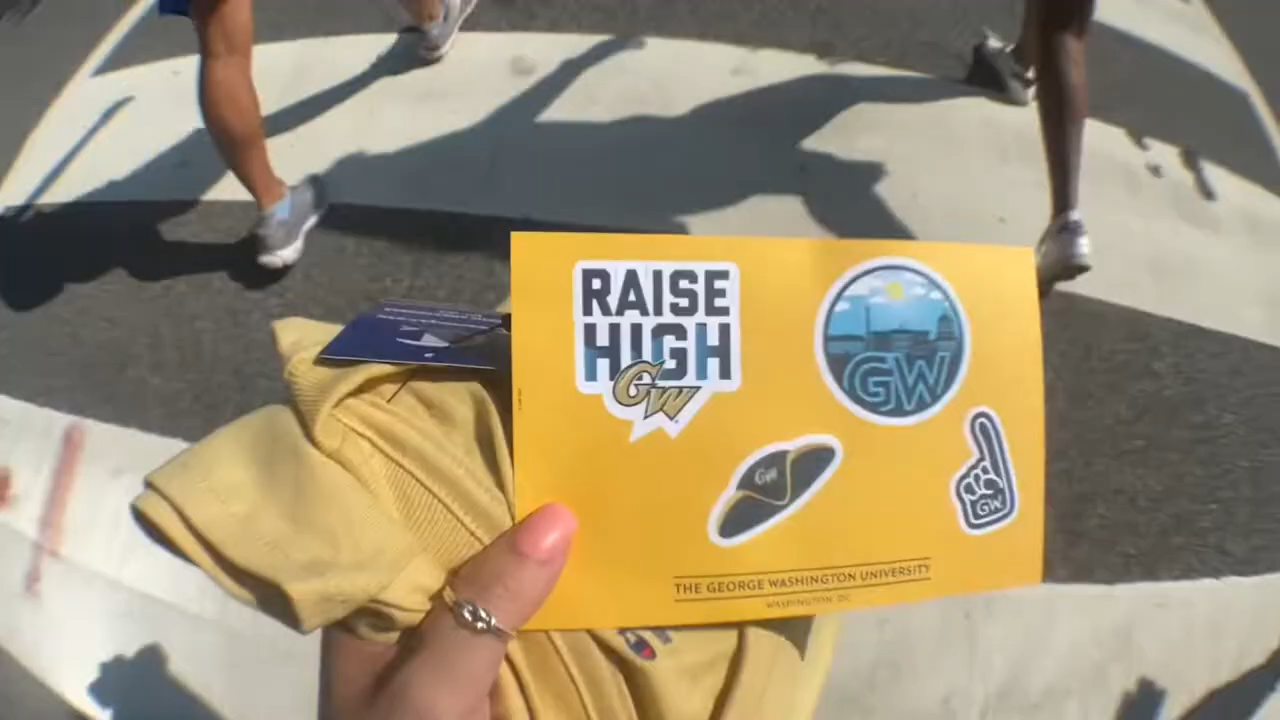 RAISE
HIGH
GW
GW
GW
GW
THE GEORGE WASHINGTON UNIVERSITY
WASHINGTON, DC